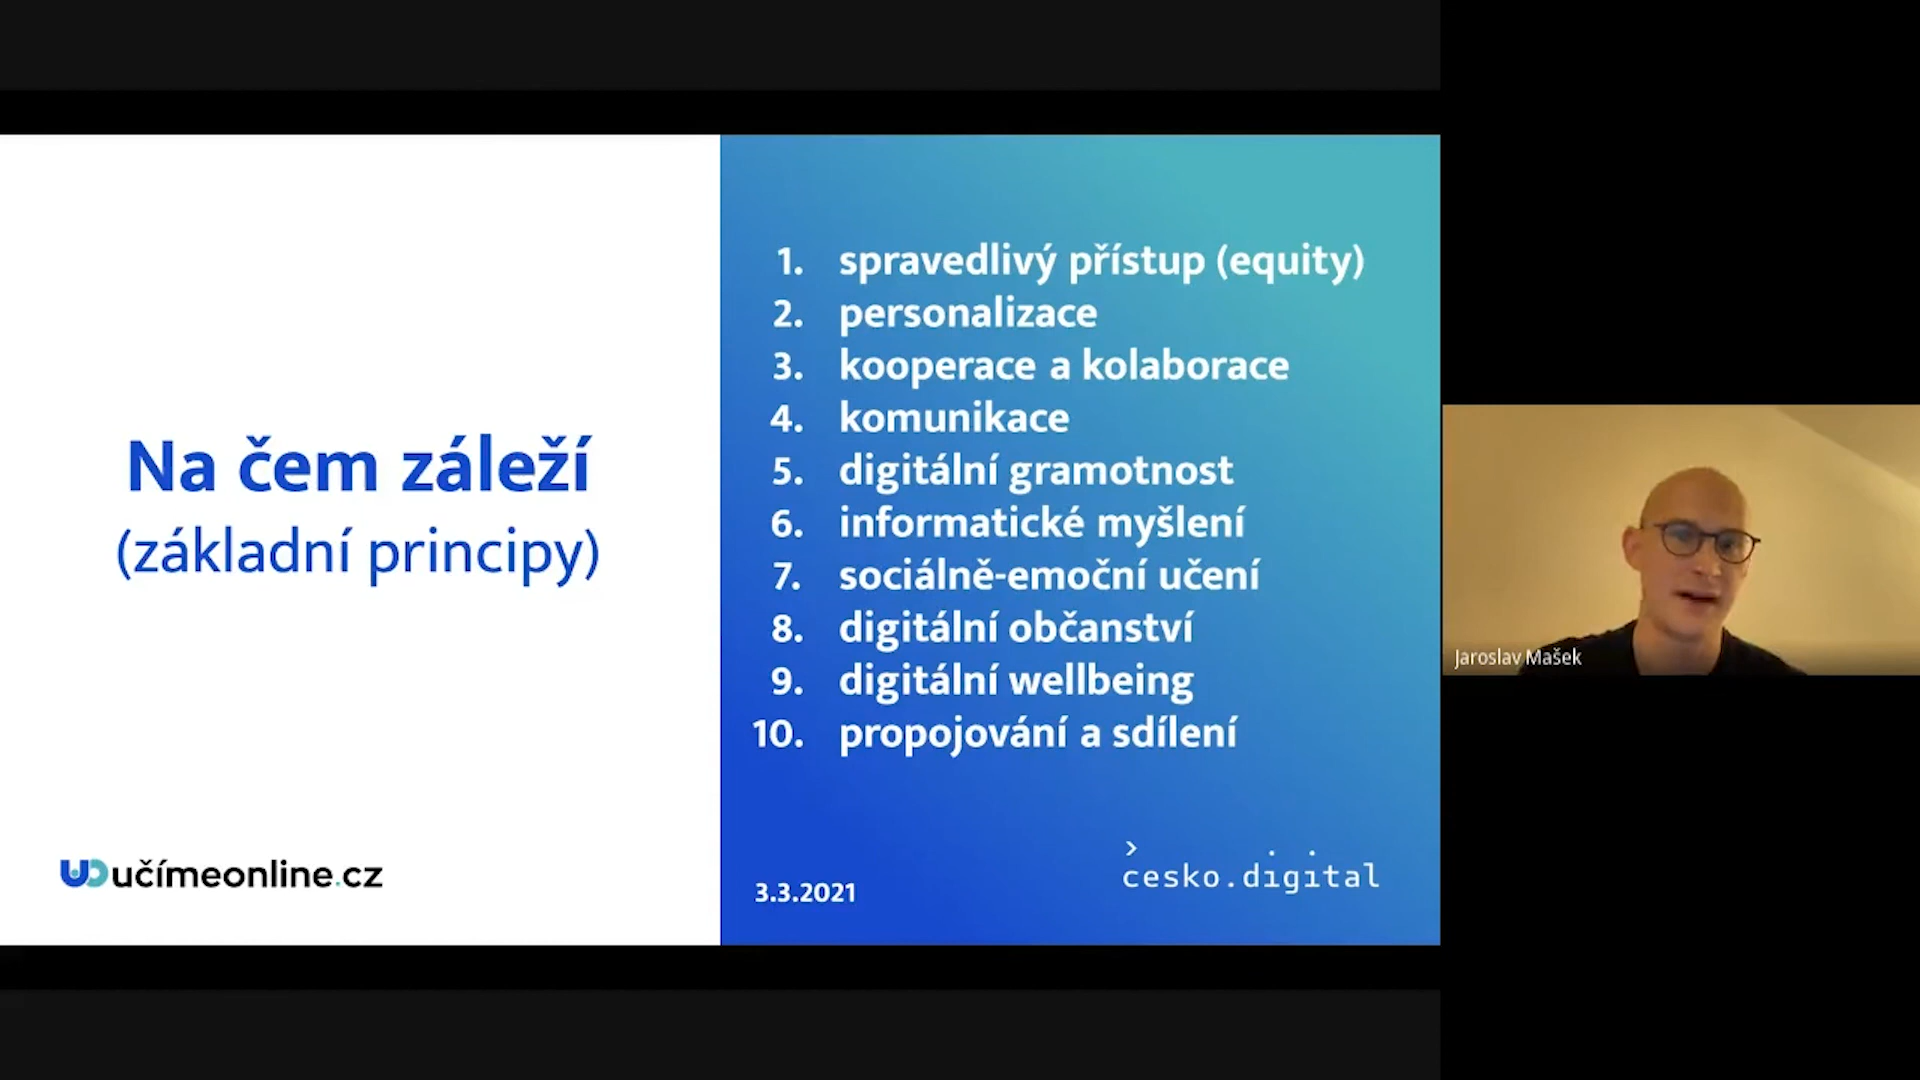 Na čem záleží
(základní principy)
učímeonline.cz
1. spravedlivý přístup (equity)
2. personalizace
3. kooperace a kolaborace
4. komunikace
5. digitální gramotnost
6. informatické myšlení
7. sociálně-emoční učení
8. digitální občanství
9. digitální wellbeing
10. propojování a sdílení
3.3.2021
cesko.digital
Jaroslav Mašek